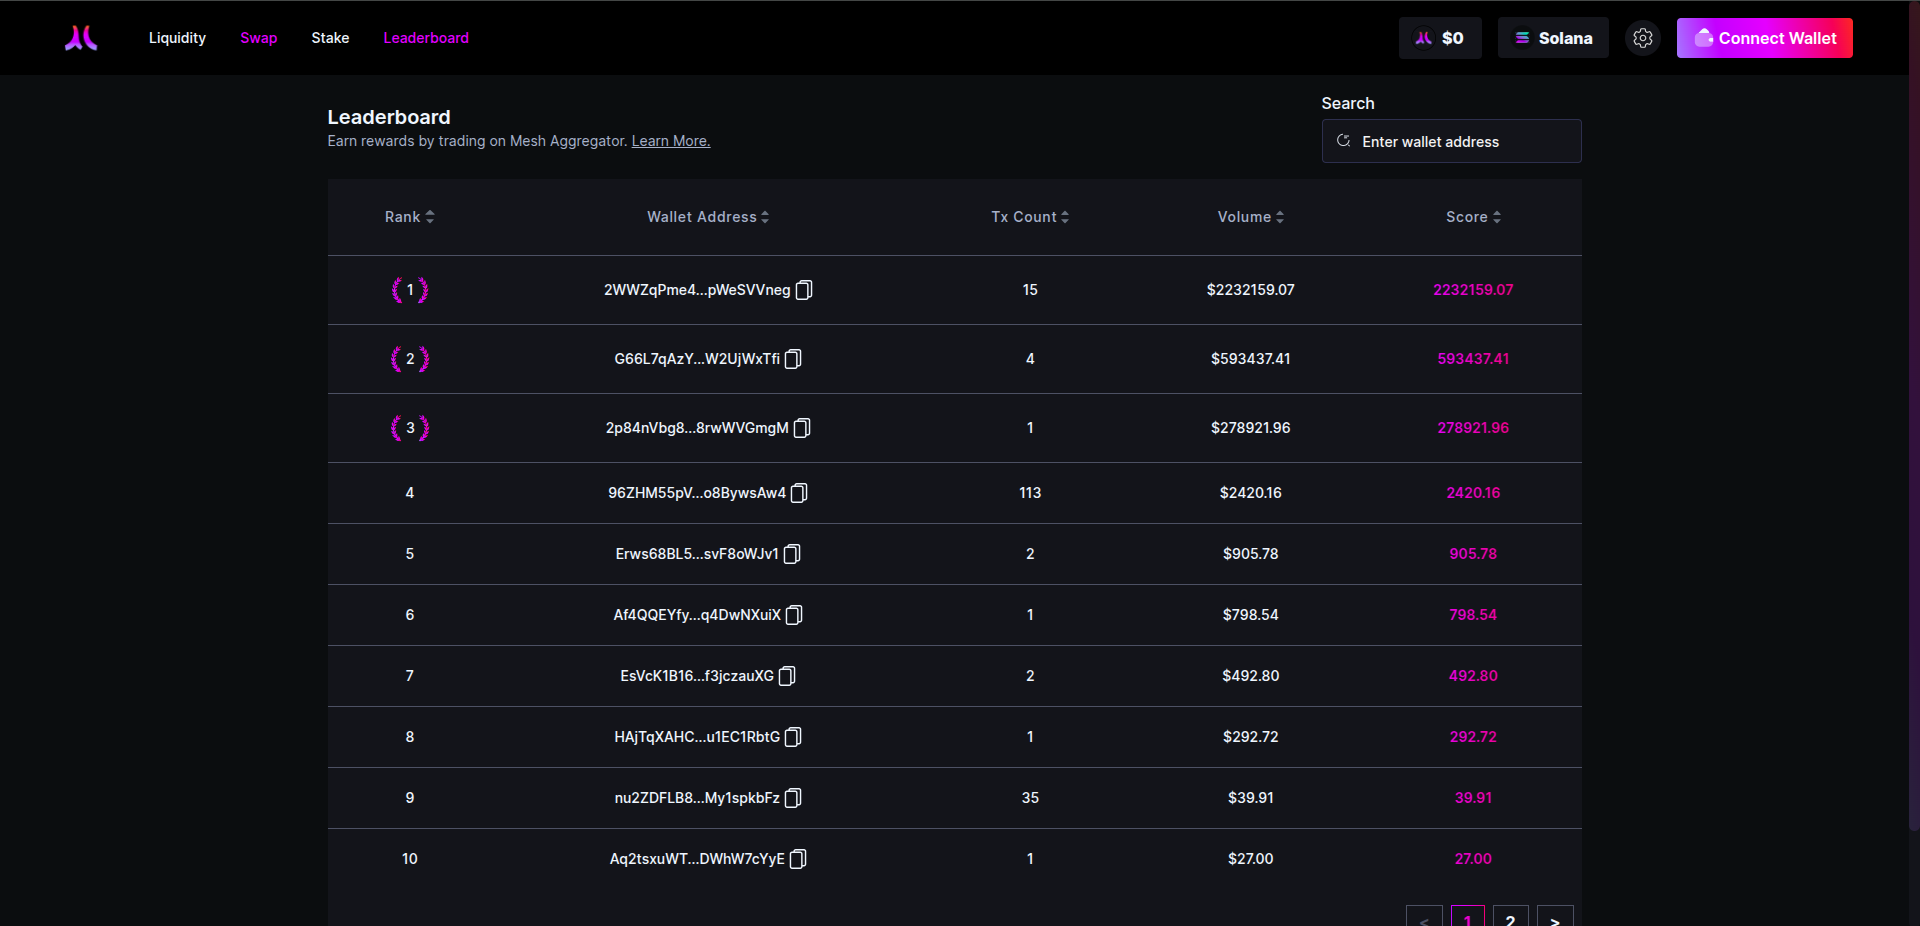 Liquidity Swap Stake Leaderboard $0 Solana Connect Wallet
Leaderboard
Earn rewards by trading on Mesh Aggregator. Learn More.
Search
Enter wallet address
Rank Wallet Address Tx Count Volume Score
1 2WWZqPme4...pWeSVVneg 15 $2232159.07 2232159.07
2 G66L7qAzY...W2UjWxTfi 4 $593437.41 593437.41
3 2p84nVbg8...8rwWVGmgM 1 $278921.96 278921.96
4 96ZHM55pV...o8BywsAw4 113 $2420.16 2420.16
5 Erws68BL5...svF8oWJv1 2 $905.78 905.78
6 Af4QQEYfy...q4DwNXuiX 1 $798.54 798.54
7 EsVcK1B16...f3jczauXG 2 $492.80 492.80
8 HAjTqXAHC...u1EC1RbtG 1 $292.72 292.72
9 nu2ZDFLB8...My1spkbFz 35 $39.91 39.91
10 Aq2tsxuWT...DWhW7cYyE 1 $27.00 27.00
< 1 2 >